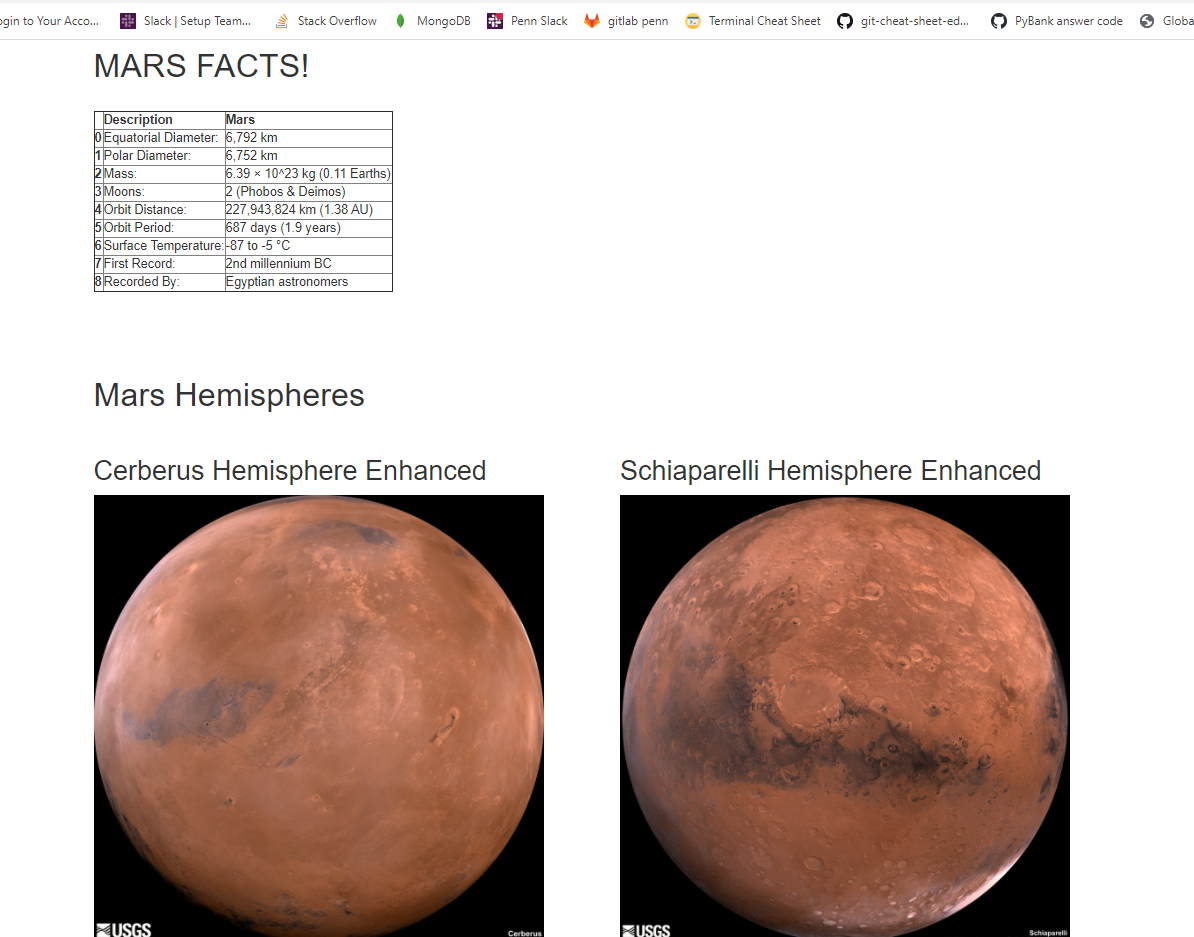 ogin to Your Acco... Slack | Setup Team... Stack Overflow MongoDB Penn Slack gitlab penn Terminal Cheat Sheet git-cheat-sheet-ed... PyBank answer code Globa
MARS FACTS!
Description Mars
0 Equatorial Diameter: 6,792 km
1 Polar Diameter: 6,752 km
2 Mass: 6.39 × 10^23 kg (0.11 Earths)
3 Moons: 2 (Phobos & Deimos)
4 Orbit Distance: 227,943,824 km (1.38 AU)
5 Orbit Period: 687 days (1.9 years)
6 Surface Temperature: -87 to -5 °C
7 First Record: 2nd millennium BC
8 Recorded By: Egyptian astronomers
Mars Hemispheres
Cerberus Hemisphere Enhanced Schiaparelli Hemisphere Enhanced
USGS Cerberus USGS Schiaparelli